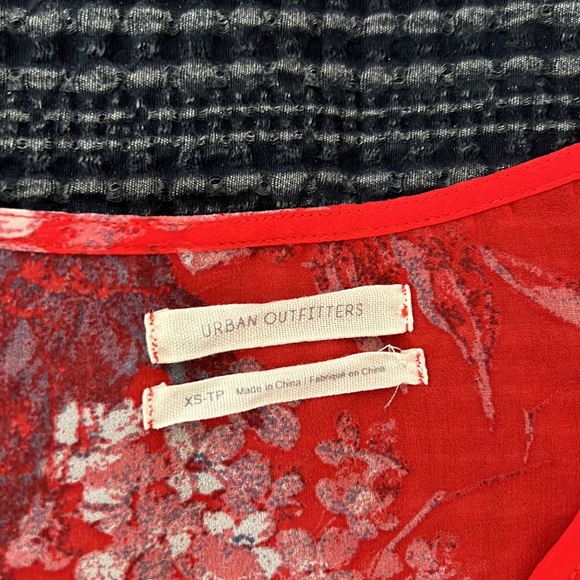 URBAN OUTFITTERS
XS-TP Made in China / Fabriqué en Chine